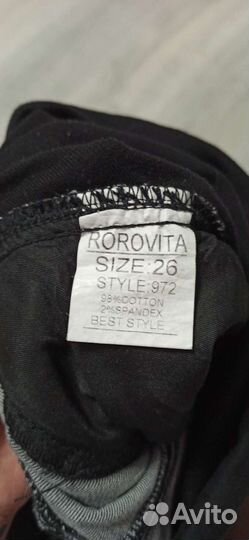 ROROVITA
SIZE:26
STYLE:972
98%COTTON
2%SPANDEX
BEST STYLE
Avito